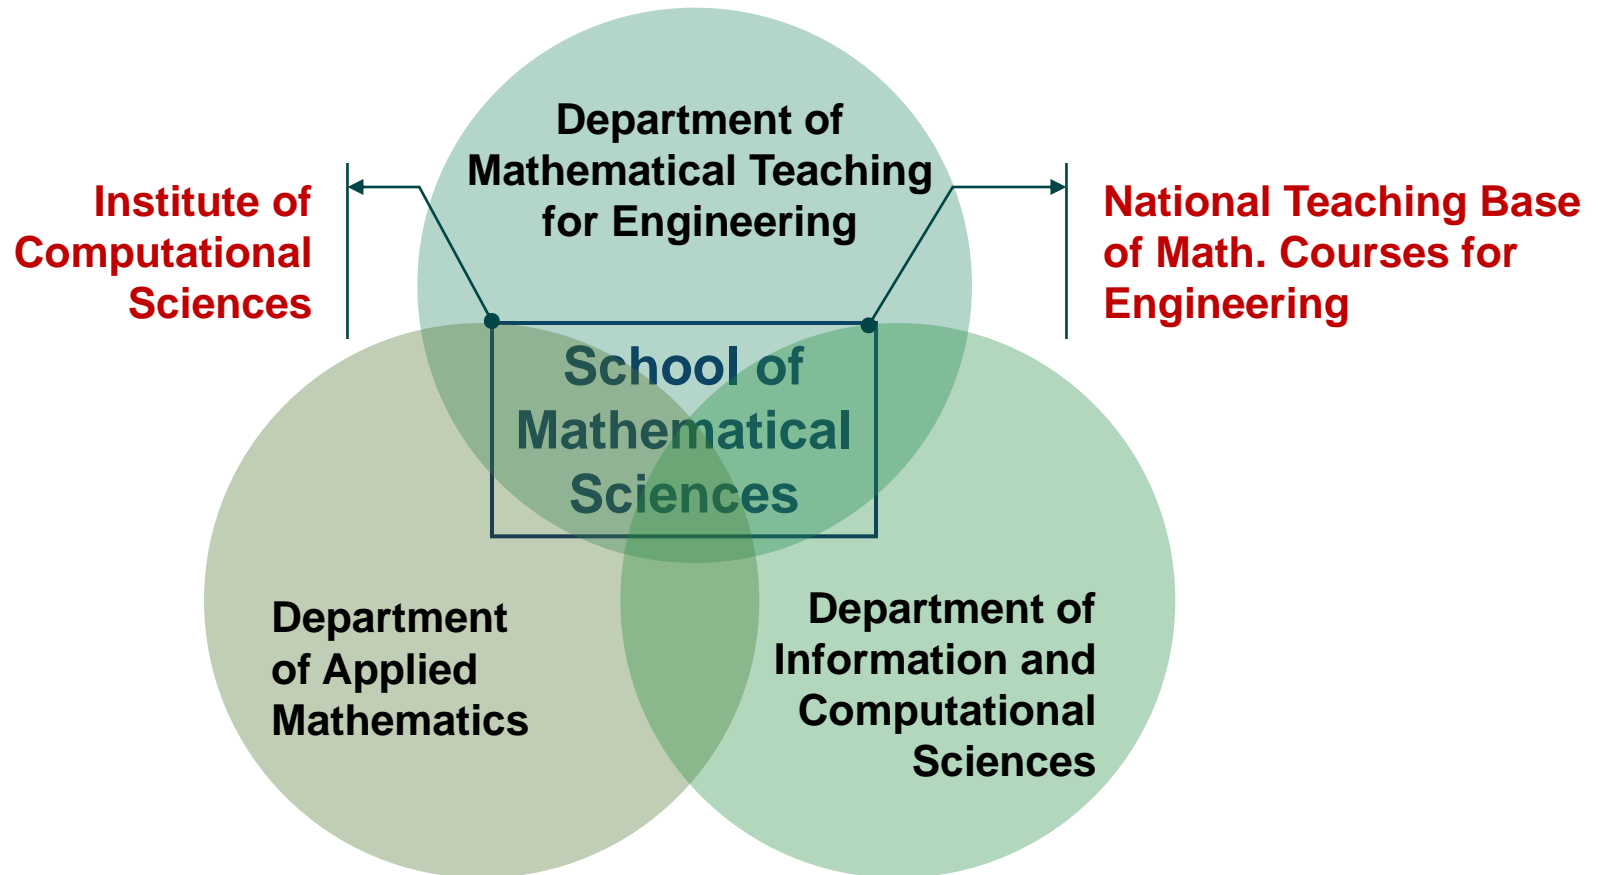 Department of
Mathematical Teaching
for Engineering
Institute of
Computational
Sciences
National Teaching Base
of Math. Courses for
Engineering
School of
Mathematical
Sciences
Department
of Applied
Mathematics
Department of
Information and
Computational
Sciences